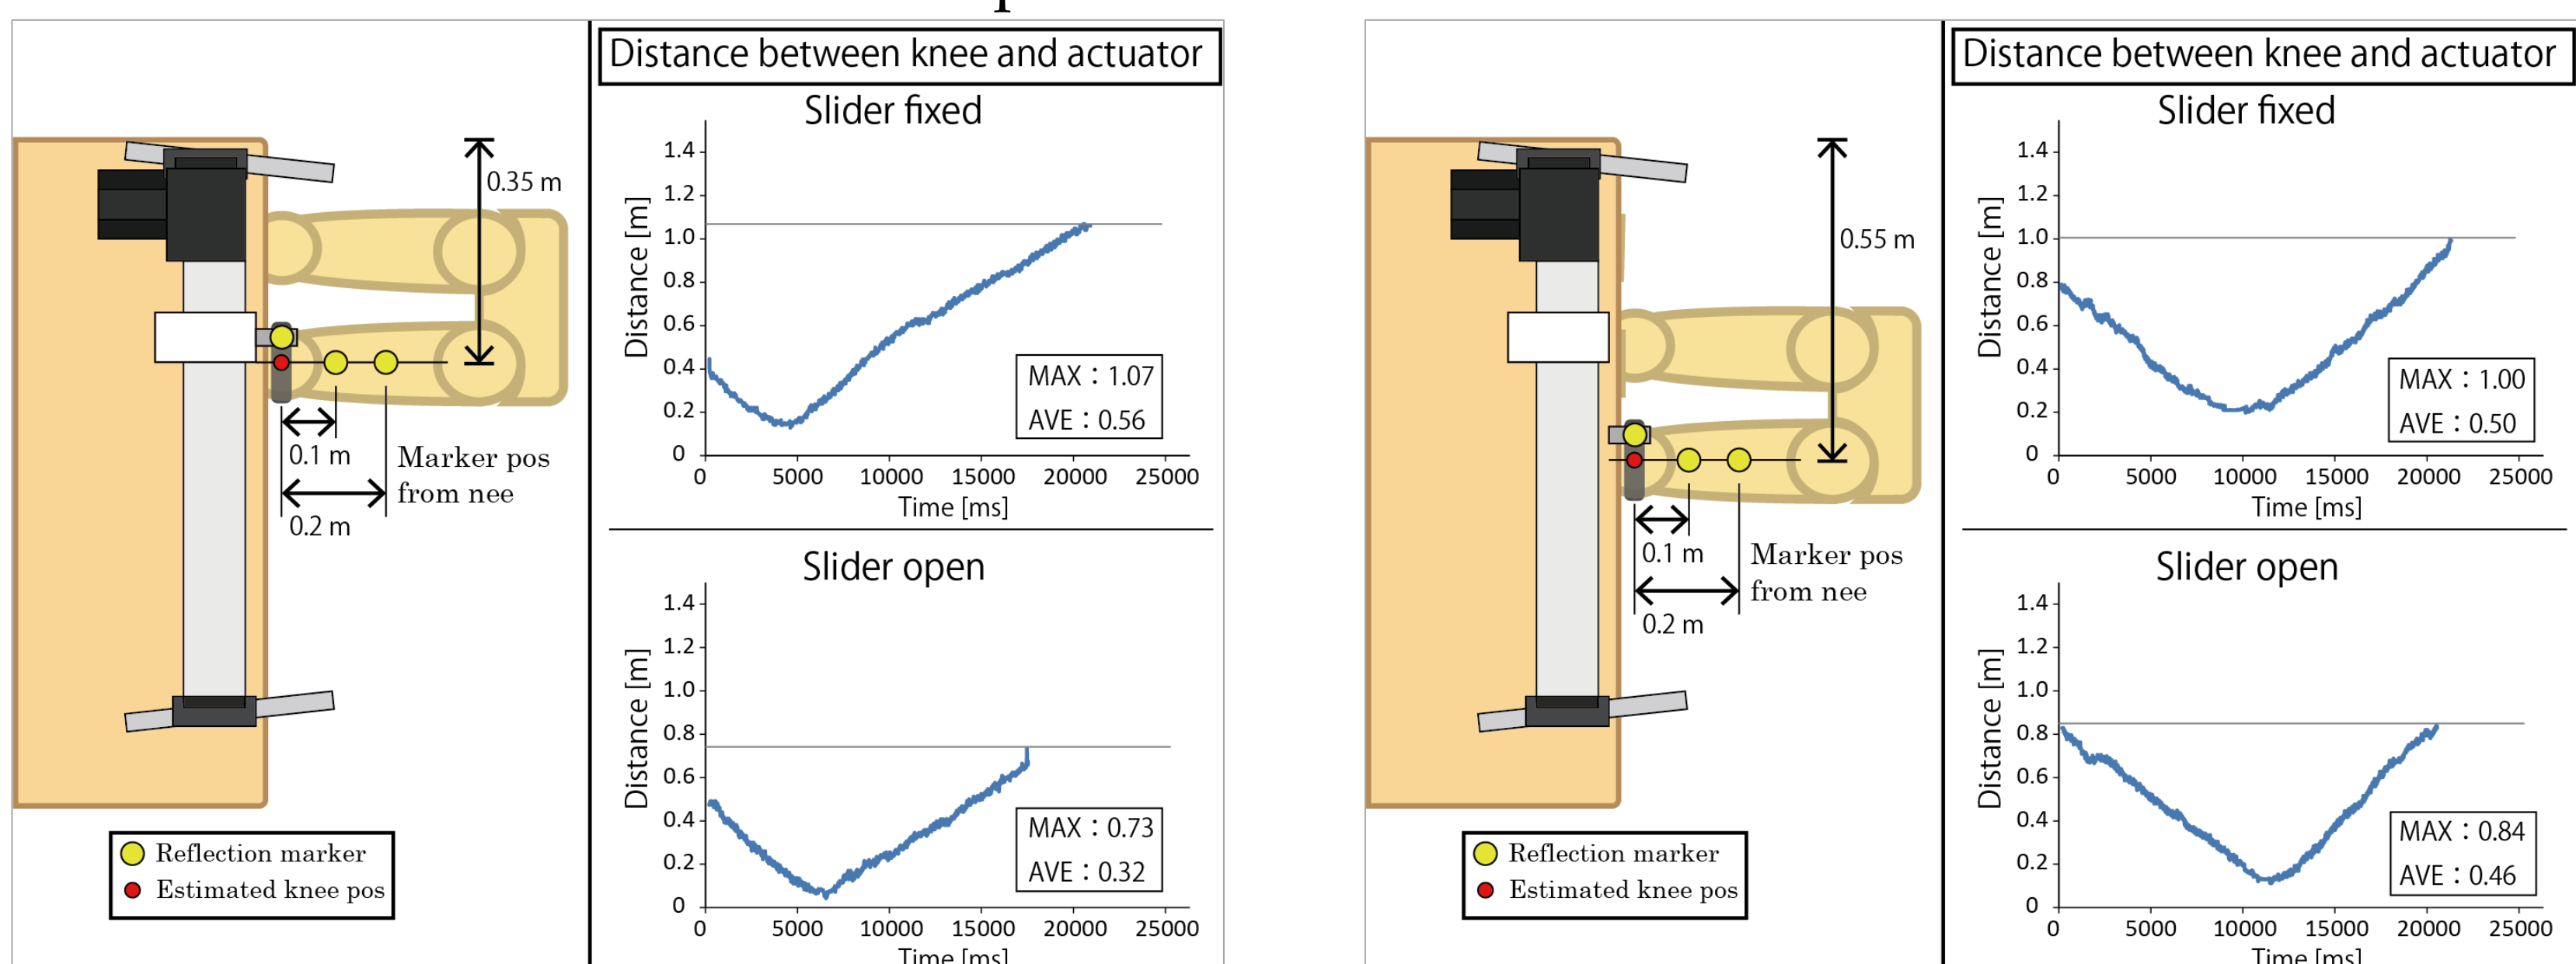 Distance between knee and actuator
0.35 m
0.1 m
Marker pos
from nee
0.2 m
Reflection marker
Estimated knee pos
Slider fixed
Distance [m]
1.4
1.2
1.0
0.8
0.6
0.4
0.2
0
MAX：1.07
AVE：0.56
0 5000 10000 15000 20000 25000
Time [ms]
Slider open
Distance [m]
1.4
1.2
1.0
0.8
0.6
0.4
0.2
0
MAX：0.73
AVE：0.32
0 5000 10000 15000 20000 25000
Time [ms]
Distance between knee and actuator
0.55 m
0.1 m
Marker pos
from nee
0.2 m
Reflection marker
Estimated knee pos
Slider fixed
Distance [m]
1.4
1.2
1.0
0.8
0.6
0.4
0.2
0
MAX：1.00
AVE：0.50
0 5000 10000 15000 20000 25000
Time [ms]
Slider open
Distance [m]
1.4
1.2
1.0
0.8
0.6
0.4
0.2
0
MAX：0.84
AVE：0.46
0 5000 10000 15000 20000 25000
Time [ms]